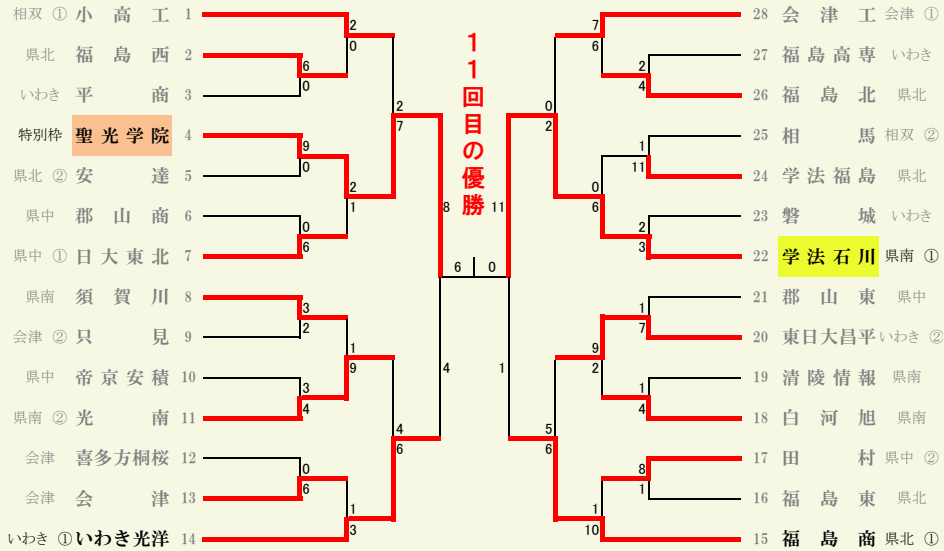 相双 ① 小高工 1
県北 福島西 2
いわき 平商 3
特別枠 聖光学院 4
県北 ② 安達 5
県中 郡山商 6
県中 ① 日大東北 7
県南 須賀川 8
会津 ② 只見 9
県中 帝京安積 10
県南 ② 光南 11
会津 喜多方桐桜 12
会津 会津 13
いわき ① いわき光洋 14
2
0
6
0
9
0
2
1
0
6
2
7
3
2
1
9
3
4
0
6
1
3
4
6
8
4
11回目の優勝
6 0
11
1
7
6
2
4
0
2
1
11
0
6
2
3
1
7
9
2
1
4
5
6
8
1
1
10
28 会津工 会津 ①
27 福島高専 いわき
26 福島北 県北
25 相馬 相双 ②
24 学法福島 県北
23 磐城 いわき
22 学法石川 県南 ①
21 郡山東 県中
20 東日大昌平 いわき ②
19 清陵情報 県南
18 白河旭 県南
17 田村 県中 ②
16 福島東 県北
15 福島商 県北 ①